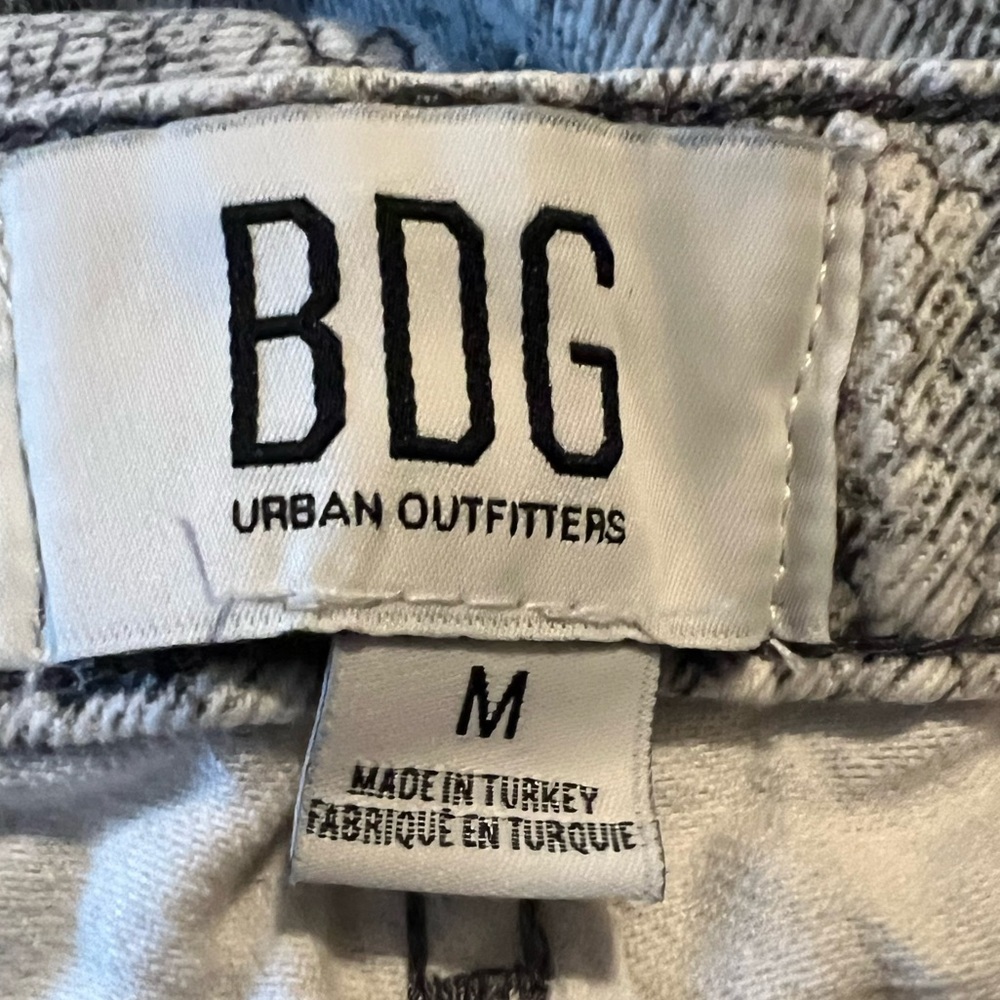 BDG
URBAN OUTFITTERS
M
MADE IN TURKEY
FABRIQUÉ EN TURQUIE